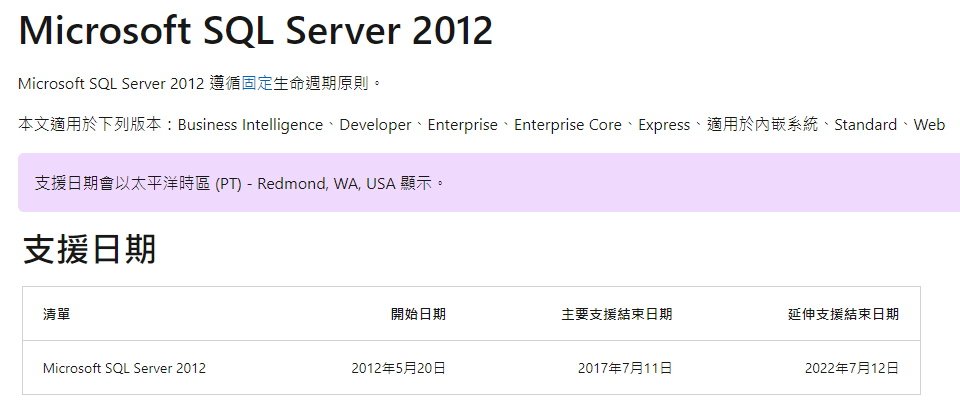 Microsoft SQL Server 2012
Microsoft SQL Server 2012 遵循固定生命週期原則。
本文適用於下列版本：Business Intelligence、Developer、Enterprise、Enterprise Core、Express、適用於內嵌系統、Standard、Web
支援日期會以太平洋時區 (PT) - Redmond, WA, USA 顯示。
支援日期
清單 開始日期 主要支援結束日期 延伸支援結束日期
Microsoft SQL Server 2012 2012年5月20日 2017年7月11日 2022年7月12日